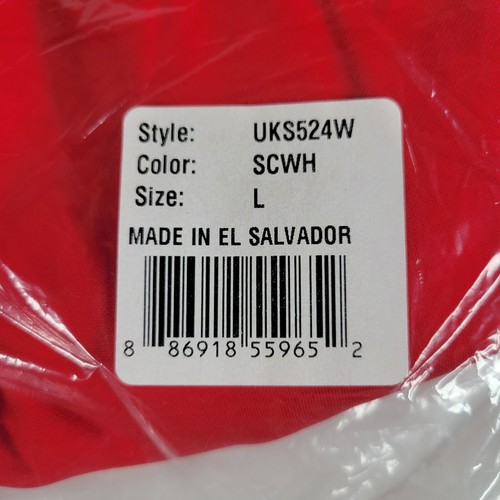 Style: UKS524W
Color: SCWH
Size: L
MADE IN EL SALVADOR
8 86918 55965 2